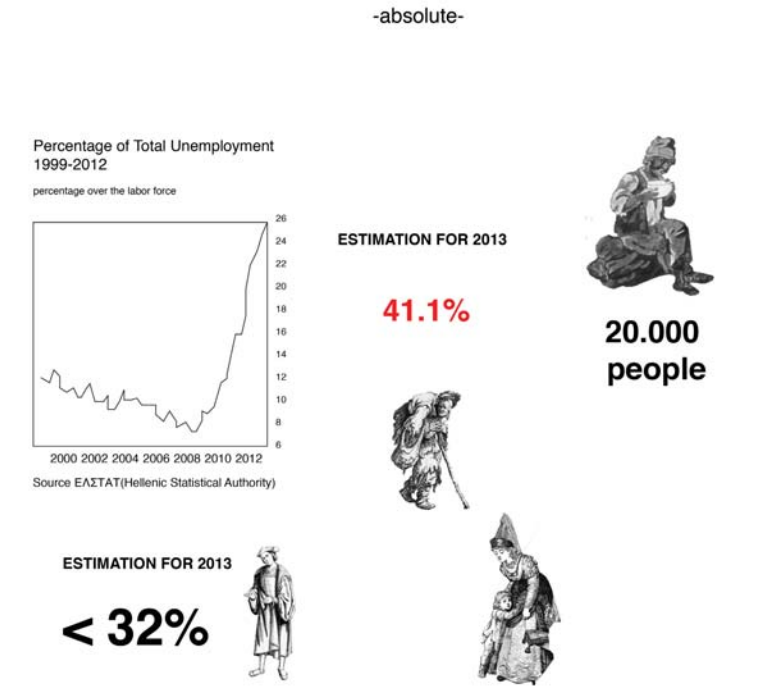 -absolute-
Percentage of Total Unemployment
1999-2012
percentage over the labor force
26
24
22
20
18
16
14
12
10
8
6
2000 2002 2004 2006 2008 2010 2012
Source ΕΛΣΤΑΤ(Hellenic Statistical Authority)
ESTIMATION FOR 2013
41.1%
20.000
people
ESTIMATION FOR 2013
< 32%